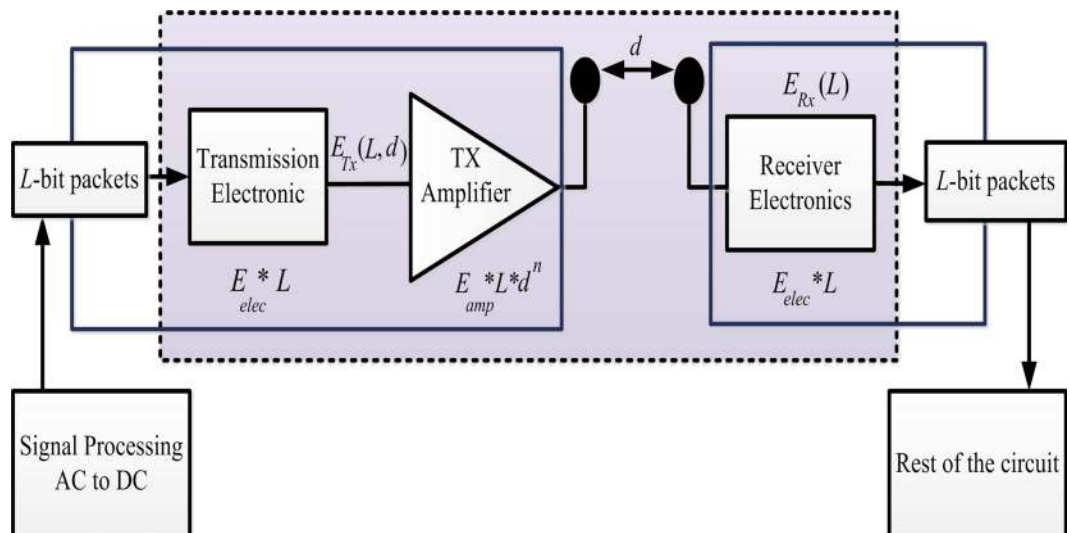 d
E_Rx(L)
L-bit packets
Transmission
Electronic
E_Tx(L,d)
TX
Amplifier
Receiver
Electronics
L-bit packets
E_elec*L
E_amp*L*d^n
E_elec*L
Signal Processing
AC to DC
Rest of the circuit